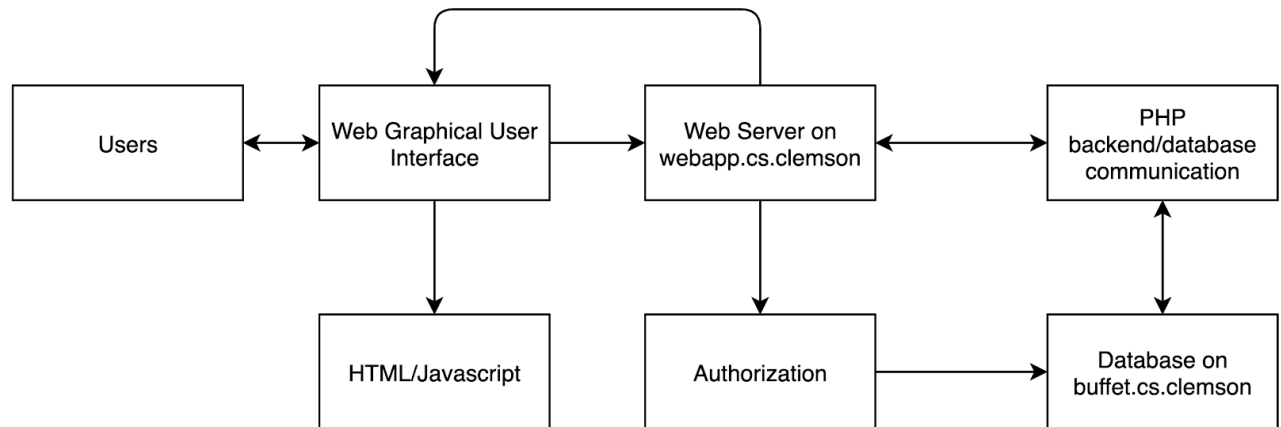 Users
Web Graphical User
Interface
Web Server on
webapp.cs.clemson
PHP
backend/database
communication
HTML/Javascript
Authorization
Database on
buffet.cs.clemson